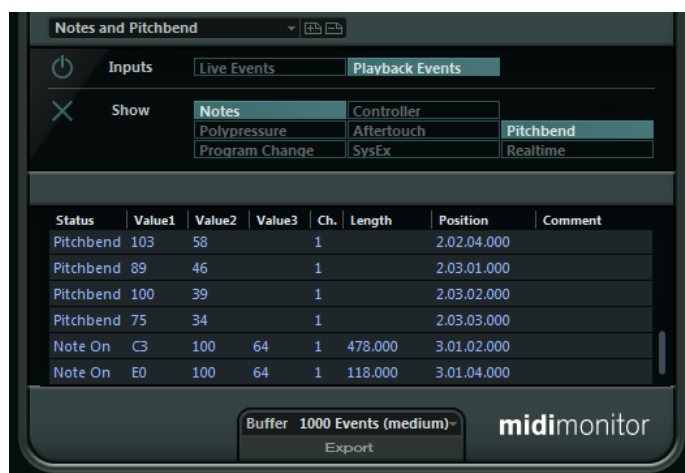 Notes and Pitchbend
Inputs Live Events Playback Events
Show Notes Controller
Polypressure Aftertouch Pitchbend
Program Change SysEx Realtime
Status Value1 Value2 Value3 Ch. Length Position Comment
Pitchbend 103 58 1 2.02.04.000
Pitchbend 89 46 1 2.03.01.000
Pitchbend 100 39 1 2.03.02.000
Pitchbend 75 34 1 2.03.03.000
Note On C3 100 64 1 478.000 3.01.02.000
Note On E0 100 64 1 118.000 3.01.04.000
Buffer 1000 Events (medium)
Export
midimonitor